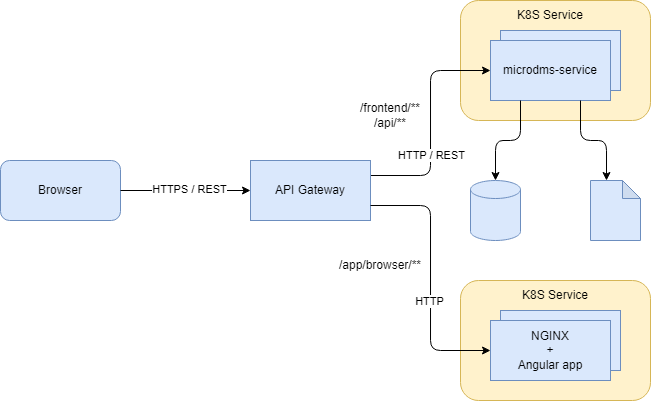 K8S Service
microdms-service
/frontend/**
/api/**
HTTP / REST
Browser
HTTPS / REST
API Gateway
/app/browser/**
HTTP
K8S Service
NGINX
+
Angular app